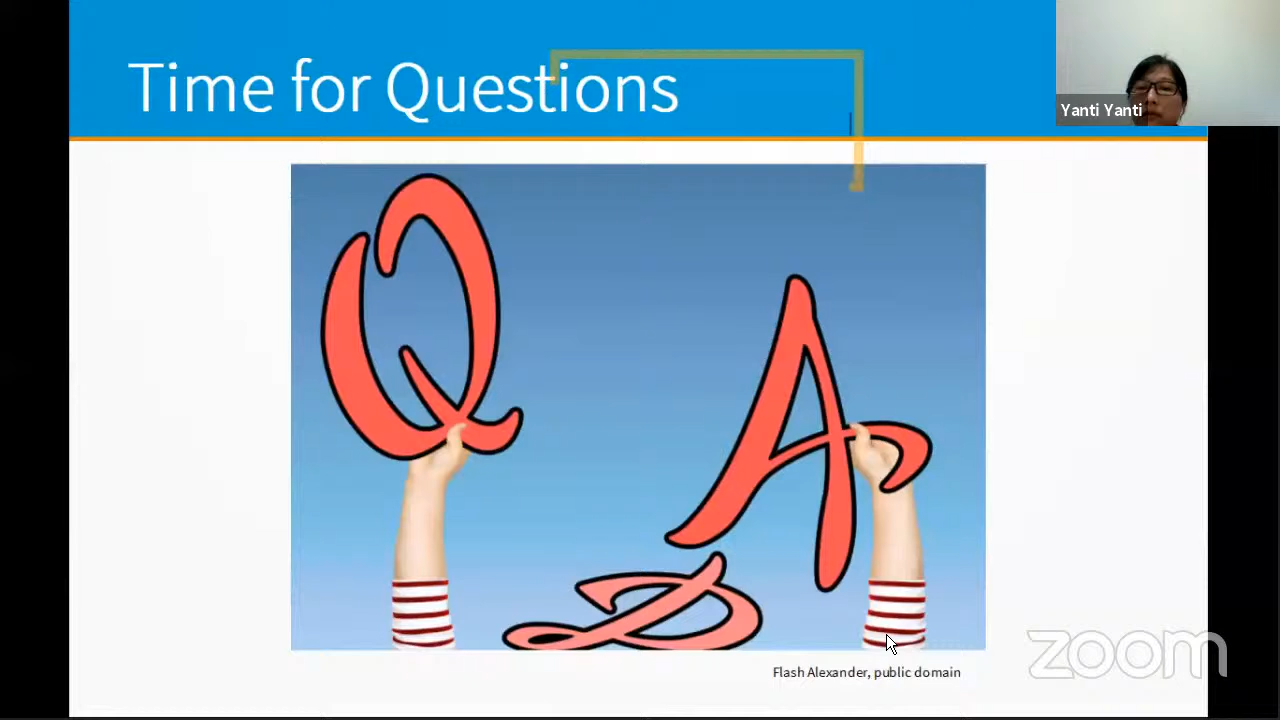 Time for Questions
Yanti Yanti
Q
A
&
Flash Alexander, public domain
zoom